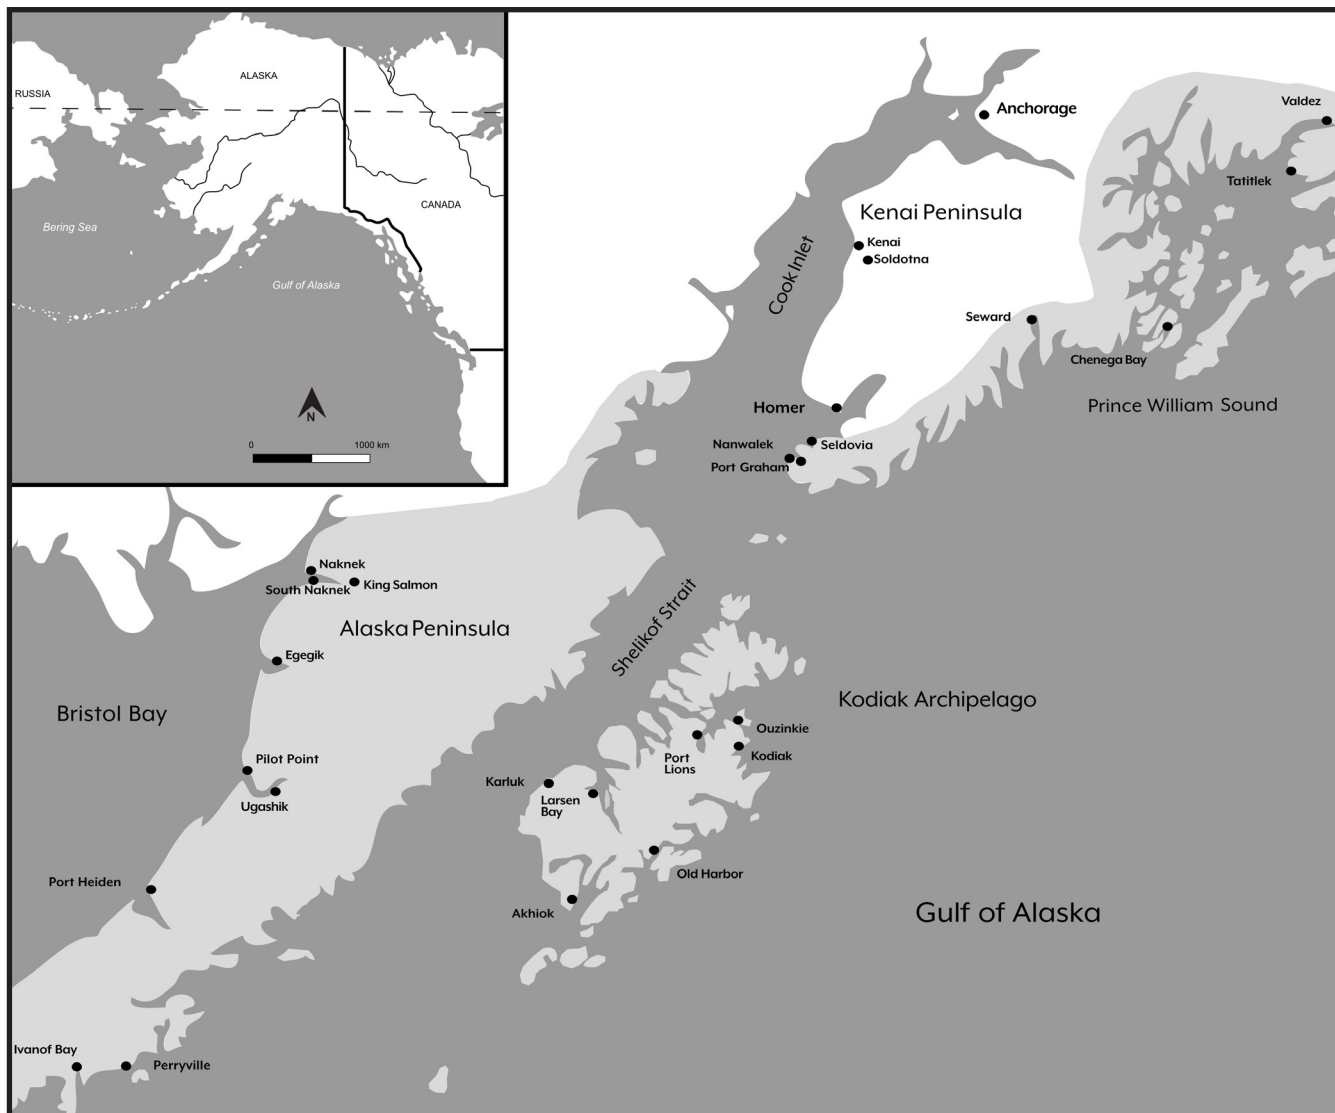 ALASKA
RUSSIA
CANADA
Bering Sea
Gulf of Alaska
N
0
1000 km
Anchorage
Valdez
Tatitlek
Kenai Peninsula
Kenai
Soldotna
Cook Inlet
Seward
Chenega Bay
Prince William Sound
Homer
Nanwalek
Seldovia
Port Graham
Naknek
South Naknek
King Salmon
Alaska Peninsula
Shelikof Strait
Egegik
Bristol Bay
Kodiak Archipelago
Ouzinkie
Kodiak
Port
Lions
Pilot Point
Ugashik
Karluk
Larsen
Bay
Old Harbor
Port Heiden
Akhiok
Gulf of Alaska
Ivanof Bay
Perryville